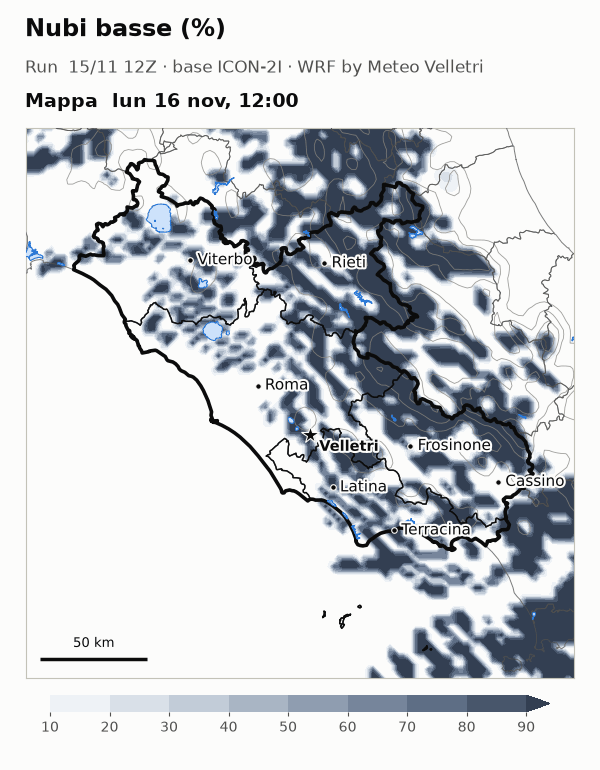 Nubi basse (%)
Run 15/11 12Z · base ICON-2I · WRF by Meteo Velletri
Mappa lun 16 nov, 12:00
Viterbo
Rieti
Roma
Velletri
Frosinone
Cassino
Latina
Terracina
50 km
10 20 30 40 50 60 70 80 90